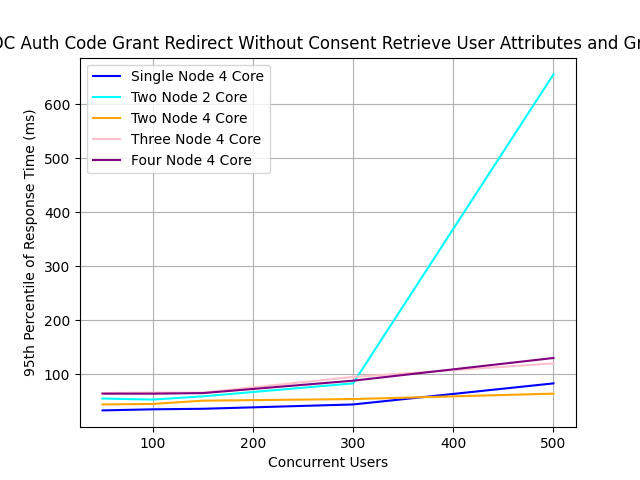 OC Auth Code Grant Redirect Without Consent Retrieve User Attributes and
Single Node 4 Core
Two Node 2 Core
Two Node 4 Core
Three Node 4 Core
Four Node 4 Core
95th Percentile of Response Time (ms)
600
500
400
300
200
100
100 200 300 400 500
Concurrent Users